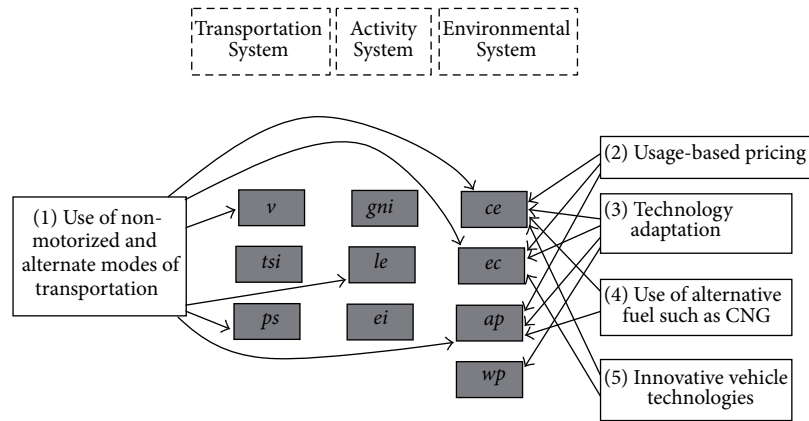 Transportation
System
Activity
System
Environmental
System
(1) Use of non-
motorized and
alternate modes of
transportation
v
gni
ce
tsi
le
ec
ps
ei
ap
wp
(2) Usage-based pricing
(3) Technology
adaptation
(4) Use of alternative
fuel such as CNG
(5) Innovative vehicle
technologies